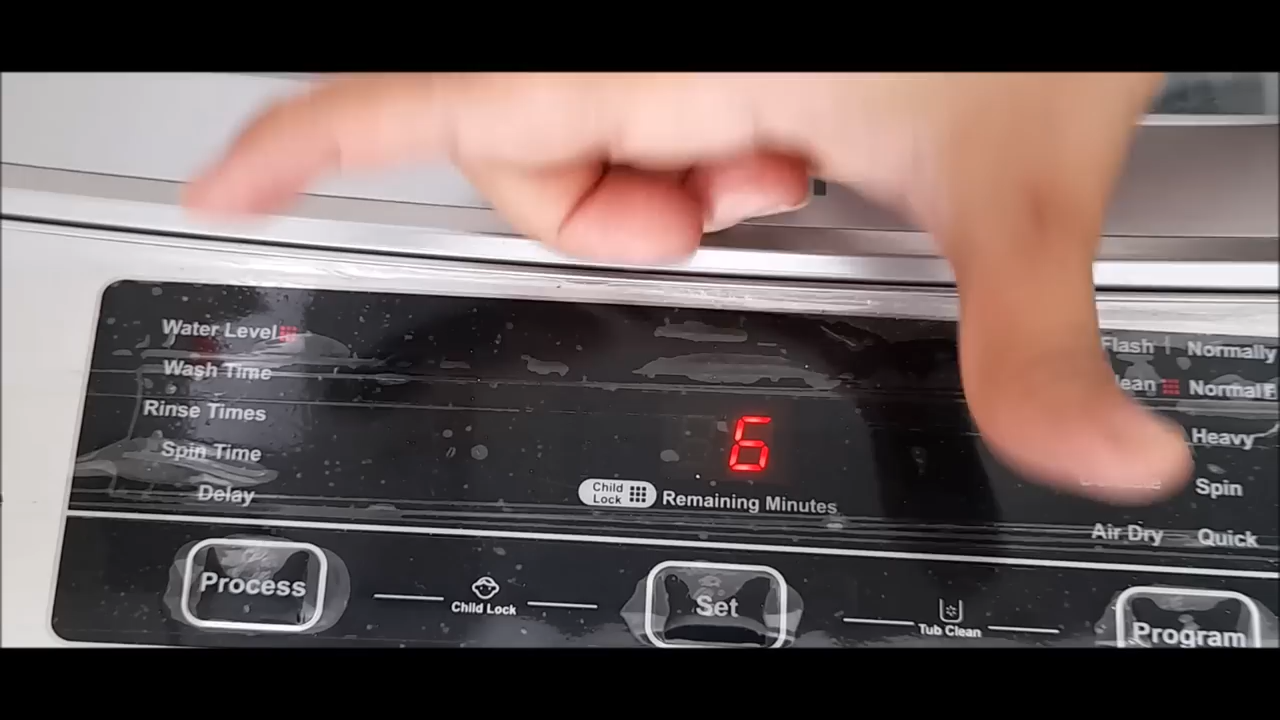 Water Level
Wash Time
Rinse Times
Spin Time
Delay
6
Child Lock
Remaining Minutes
Flash
Normally
Normal
Heavy
Spin
Air Dry
Quick
Process
Child Lock
Set
Tub Clean
Program